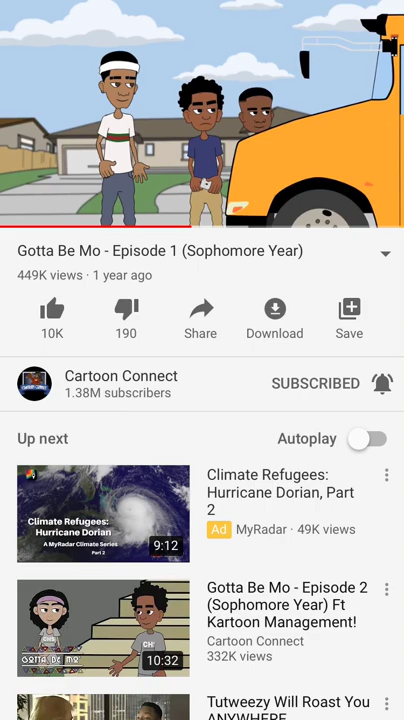 Gotta Be Mo - Episode 1 (Sophomore Year)
449K views · 1 year ago
10K
190
Share
Download
Save
Cartoon Connect
1.38M subscribers
SUBSCRIBED
Up next
Autoplay
Climate Refugees:
Hurricane Dorian
A MyRadar Climate Series
Part 2
9:12
Climate Refugees:
Hurricane Dorian, Part
2
Ad MyRadar · 49K views
GOTTA BE MO
10:32
Gotta Be Mo - Episode 2
(Sophomore Year) Ft
Kartoon Management!
Cartoon Connect
332K views
Tutweezy Will Roast You
ANYWHERE